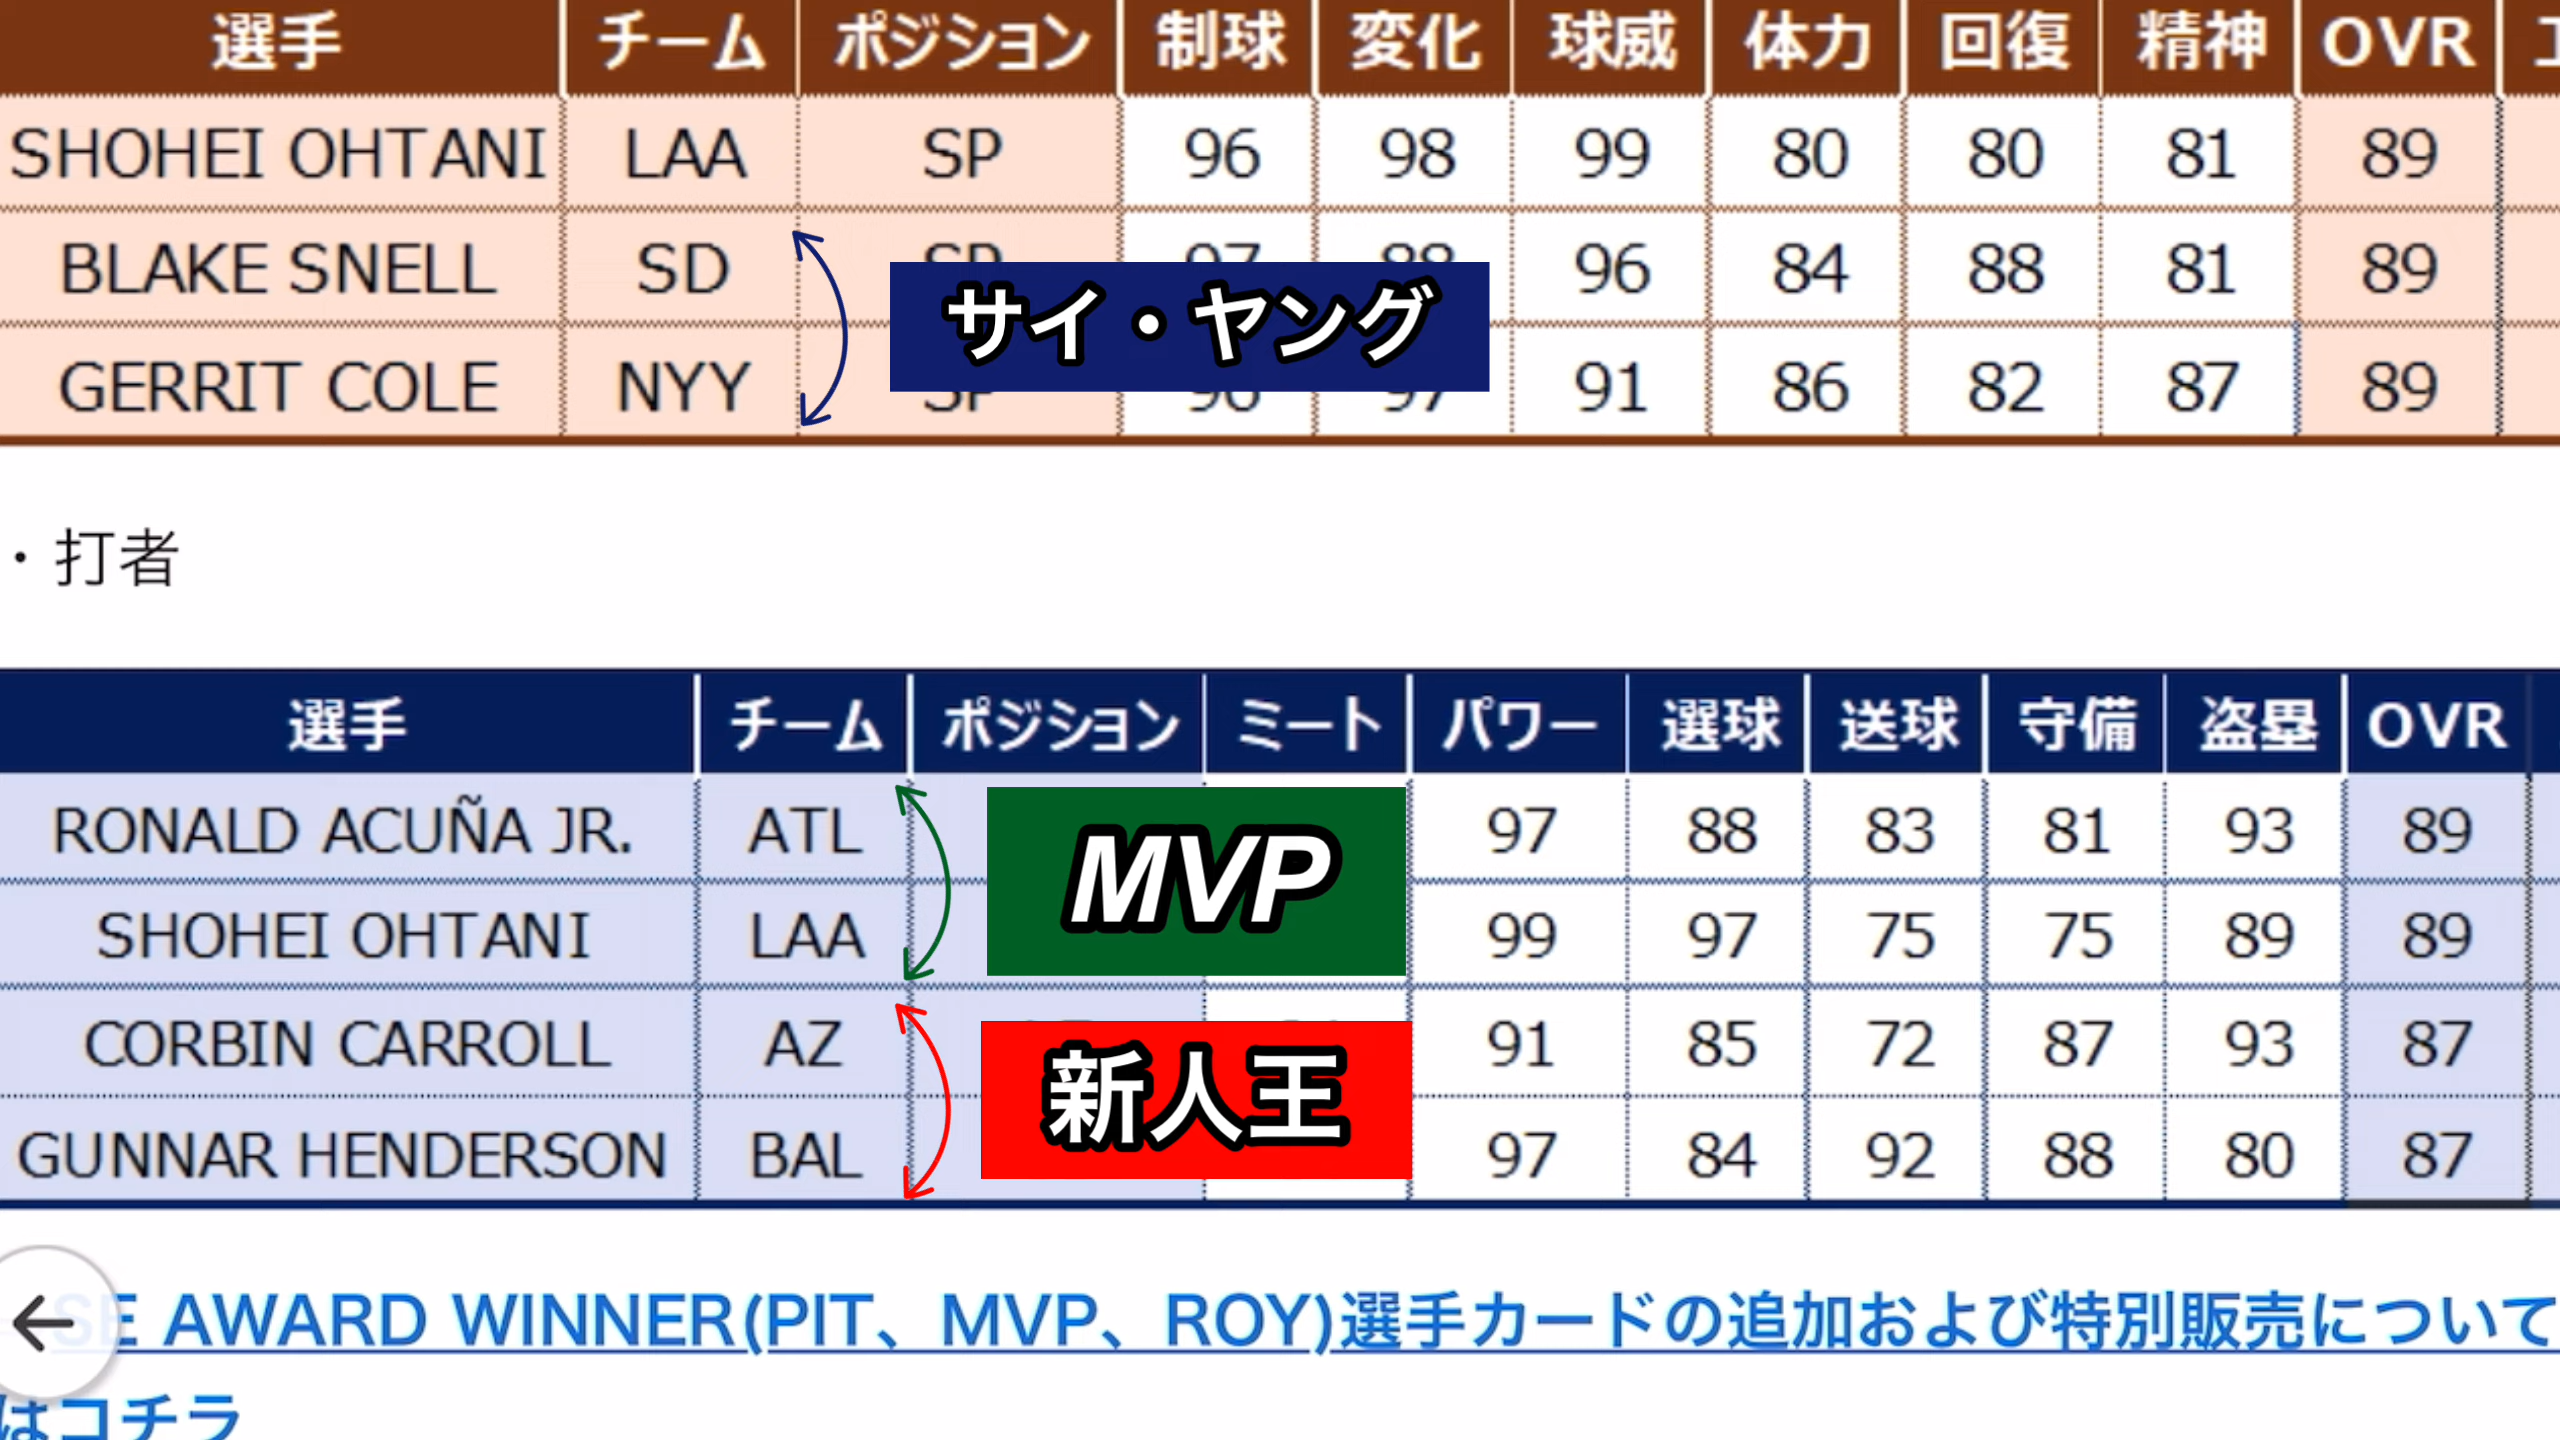 選手 チーム ポジション 制球 変化 球威 体力 回復 精神 OVR
SHOHEI OHTANI LAA SP 96 98 99 80 80 81 89
BLAKE SNELL SD SP 97 88 96 84 88 81 89
サイ・ヤング
GERRIT COLE NYY SP 96 97 91 86 82 87 89
・打者
選手 チーム ポジション ミート パワー 選球 送球 守備 盗塁 OVR
RONALD ACUÑA JR. ATL 97 88 83 81 93 89
MVP
SHOHEI OHTANI LAA 99 97 75 75 89 89
CORBIN CARROLL AZ 91 85 72 87 93 87
新人王
GUNNAR HENDERSON BAL 97 84 92 88 80 87
SE AWARD WINNER(PIT、MVP、ROY)選手カードの追加および特別販売について
はコチラ